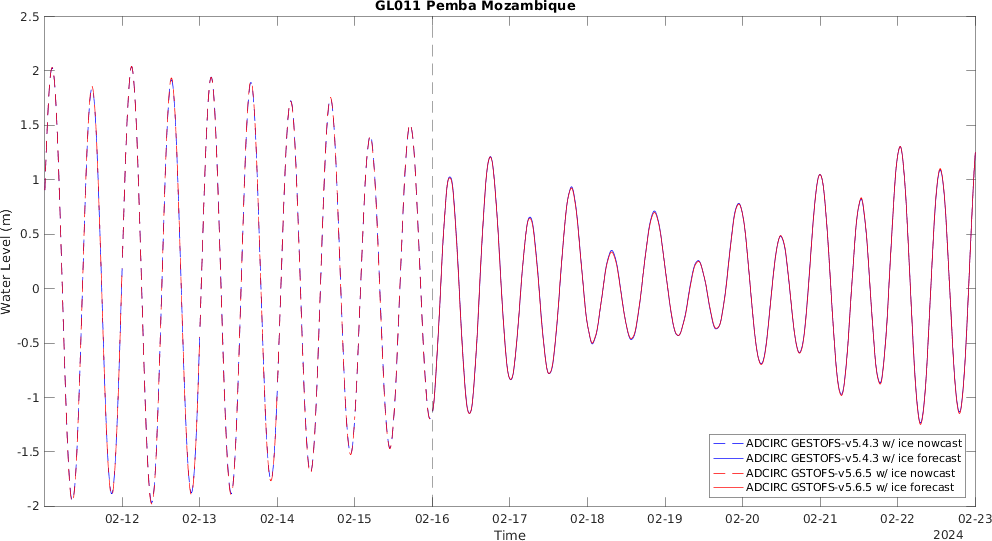 GL011 Pemba Mozambique
2.5
2
1.5
1
0.5
0
-0.5
-1
-1.5
-2
Water Level (m)
02-12 02-13 02-14 02-15 02-16 02-17 02-18 02-19 02-20 02-21 02-22 02-23
Time
2024
ADCIRC GESTOFS-v5.4.3 w/ ice nowcast
ADCIRC GESTOFS-v5.4.3 w/ ice forecast
ADCIRC GSTOFS-v5.6.5 w/ ice nowcast
ADCIRC GSTOFS-v5.6.5 w/ ice forecast